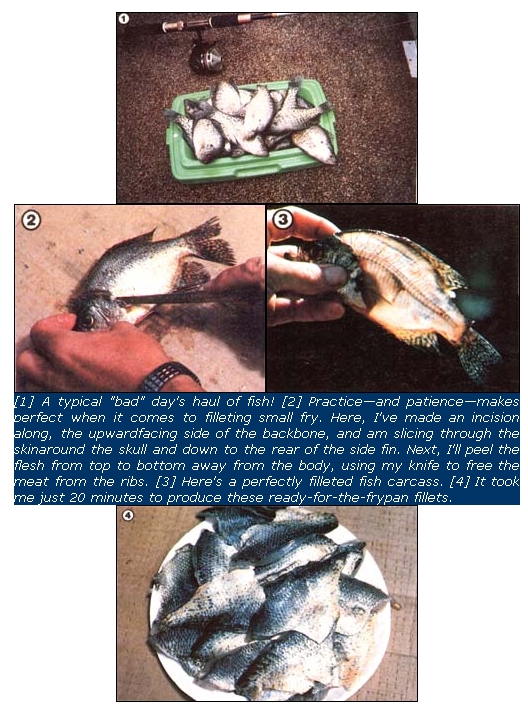 1
2
3
[1] A typical "bad" day's haul of fish! [2] Practice—and patience—makes
perfect when it comes to filleting small fry. Here, I've made an incision
along, the upwardfacing side of the backbone, and am slicing through the
skinaround the skull and down to the rear of the side fin. Next, I'll peel the
flesh from top to bottom away from the body, using my knife to free the
meat from the ribs. [3] Here's a perfectly filleted fish carcass. [4] It took
me just 20 minutes to produce these ready-for-the-frypan fillets.
4